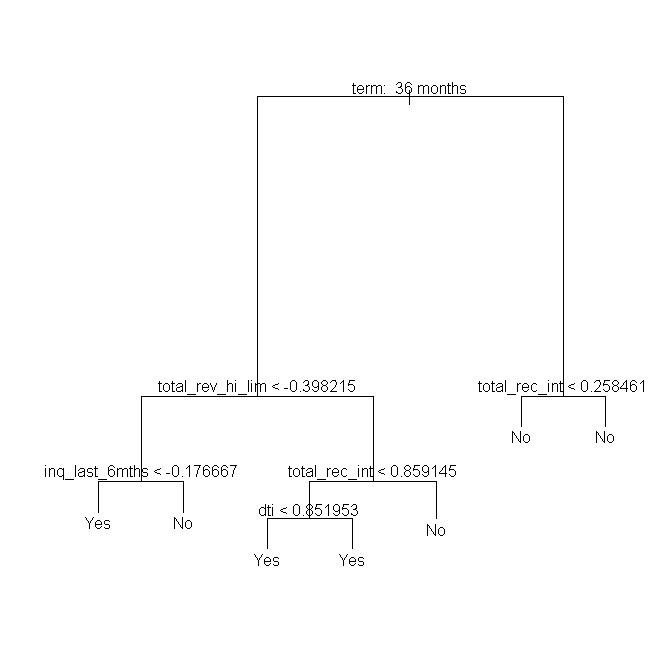 term:  36 months
total_rev_hi_lim < -0.398215
total_rec_int < 0.258461
No
No
inq_last_6mths < -0.176667
total_rec_int < 0.859145
Yes
No
dti < 0.851953
No
Yes
Yes